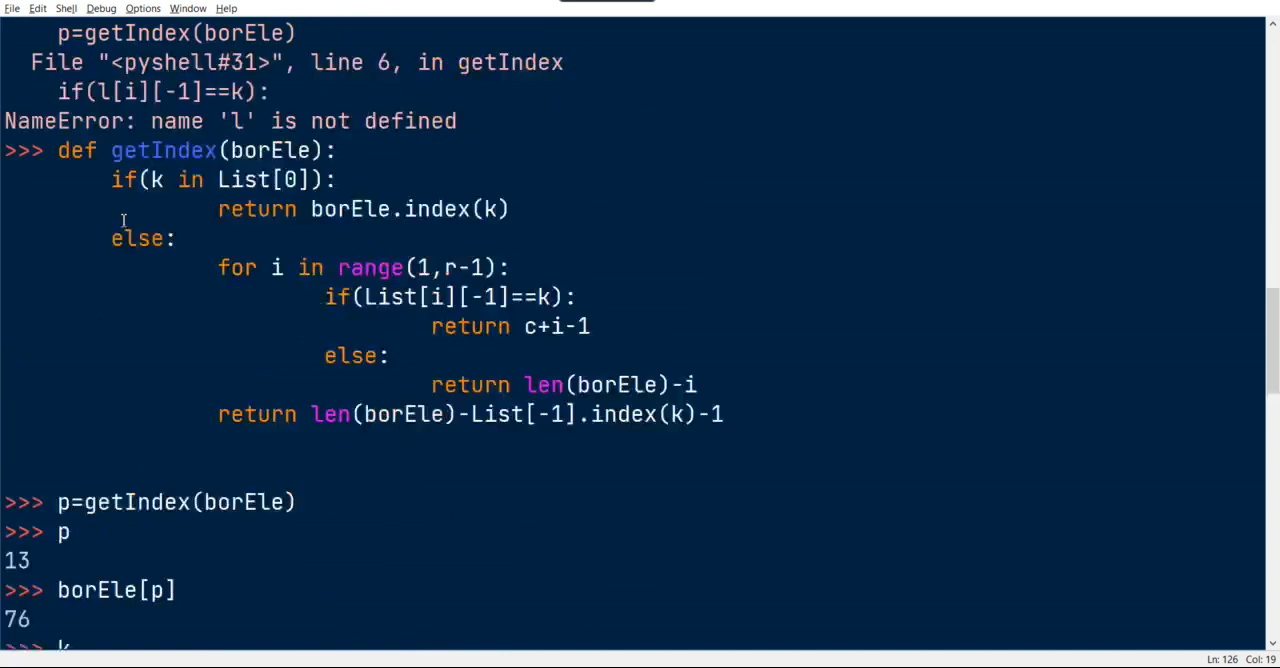 File Edit Shell Debug Options Window Help
p=getIndex(borEle)
File "<pyshell#31>", line 6, in getIndex
if(l[i][-1]==k):
NameError: name 'l' is not defined
>>> def getIndex(borEle):
if(k in List[0]):
return borEle.index(k)
else:
for i in range(1,r-1):
if(List[i][-1]==k):
return c+i-1
else:
return len(borEle)-i
return len(borEle)-List[-1].index(k)-1
>>> p=getIndex(borEle)
>>> p
13
>>> borEle[p]
76
>>> k
Ln: 126 Col: 19